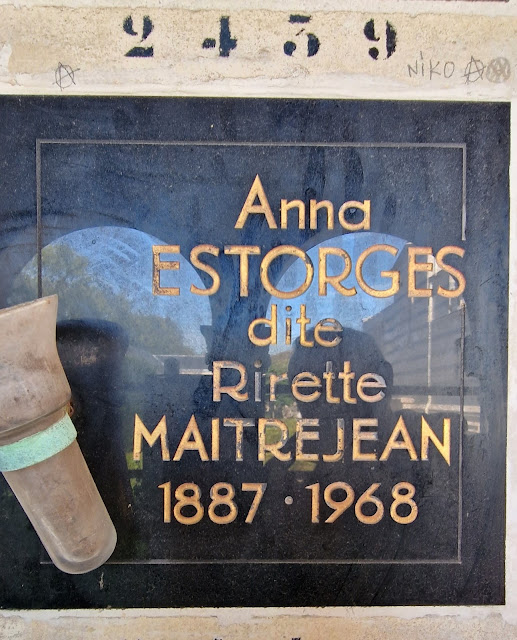 2459
NIKO
Anna
ESTORGES
dite
Rirette
MAITREJEAN
1887 · 1968